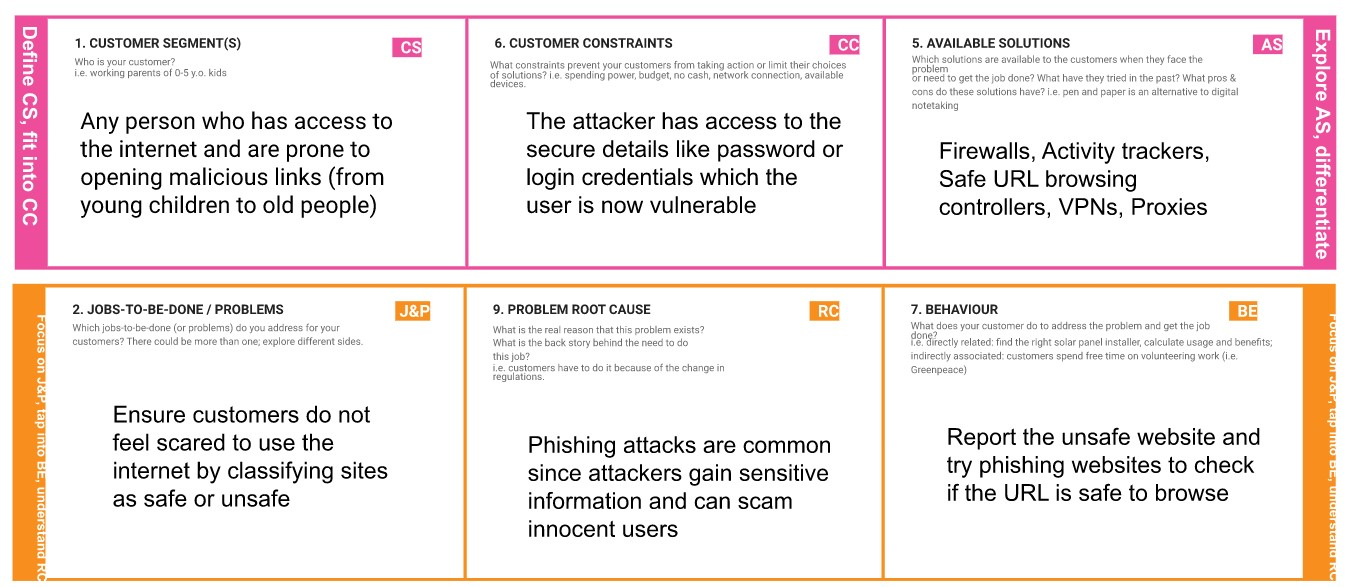 Define CS, fit into CC
1. CUSTOMER SEGMENT(S)
CS
Who is your customer?
i.e. working parents of 0-5 y.o. kids
Any person who has access to
the internet and are prone to
opening malicious links (from
young children to old people)
6. CUSTOMER CONSTRAINTS
CC
What constraints prevent your customers from taking action or limit their choices
of solutions? i.e. spending power, budget, no cash, network connection, available
devices.
The attacker has access to the
secure details like password or
login credentials which the
user is now vulnerable
5. AVAILABLE SOLUTIONS
AS
Which solutions are available to the customers when they face the
problem
or need to get the job done? What have they tried in the past? What pros &
cons do these solutions have? i.e. pen and paper is an alternative to digital
notetaking
Firewalls, Activity trackers,
Safe URL browsing
controllers, VPNs, Proxies
Explore AS, differentiate
Focus on J&P, tap into BE, understand RC
2. JOBS-TO-BE-DONE / PROBLEMS
J&P
Which jobs-to-be-done (or problems) do you address for your
customers? There could be more than one; explore different sides.
Ensure customers do not
feel scared to use the
internet by classifying sites
as safe or unsafe
9. PROBLEM ROOT CAUSE
RC
What is the real reason that this problem exists?
What is the back story behind the need to do
this job?
i.e. customers have to do it because of the change in
regulations.
Phishing attacks are common
since attackers gain sensitive
information and can scam
innocent users
7. BEHAVIOUR
BE
What does your customer do to address the problem and get the job
done?
i.e. directly related: find the right solar panel installer, calculate usage and benefits;
indirectly associated: customers spend free time on volunteering work (i.e.
Greenpeace)
Report the unsafe website and
try phishing websites to check
if the URL is safe to browse
Focus on J&P, tap into BE, understand RC